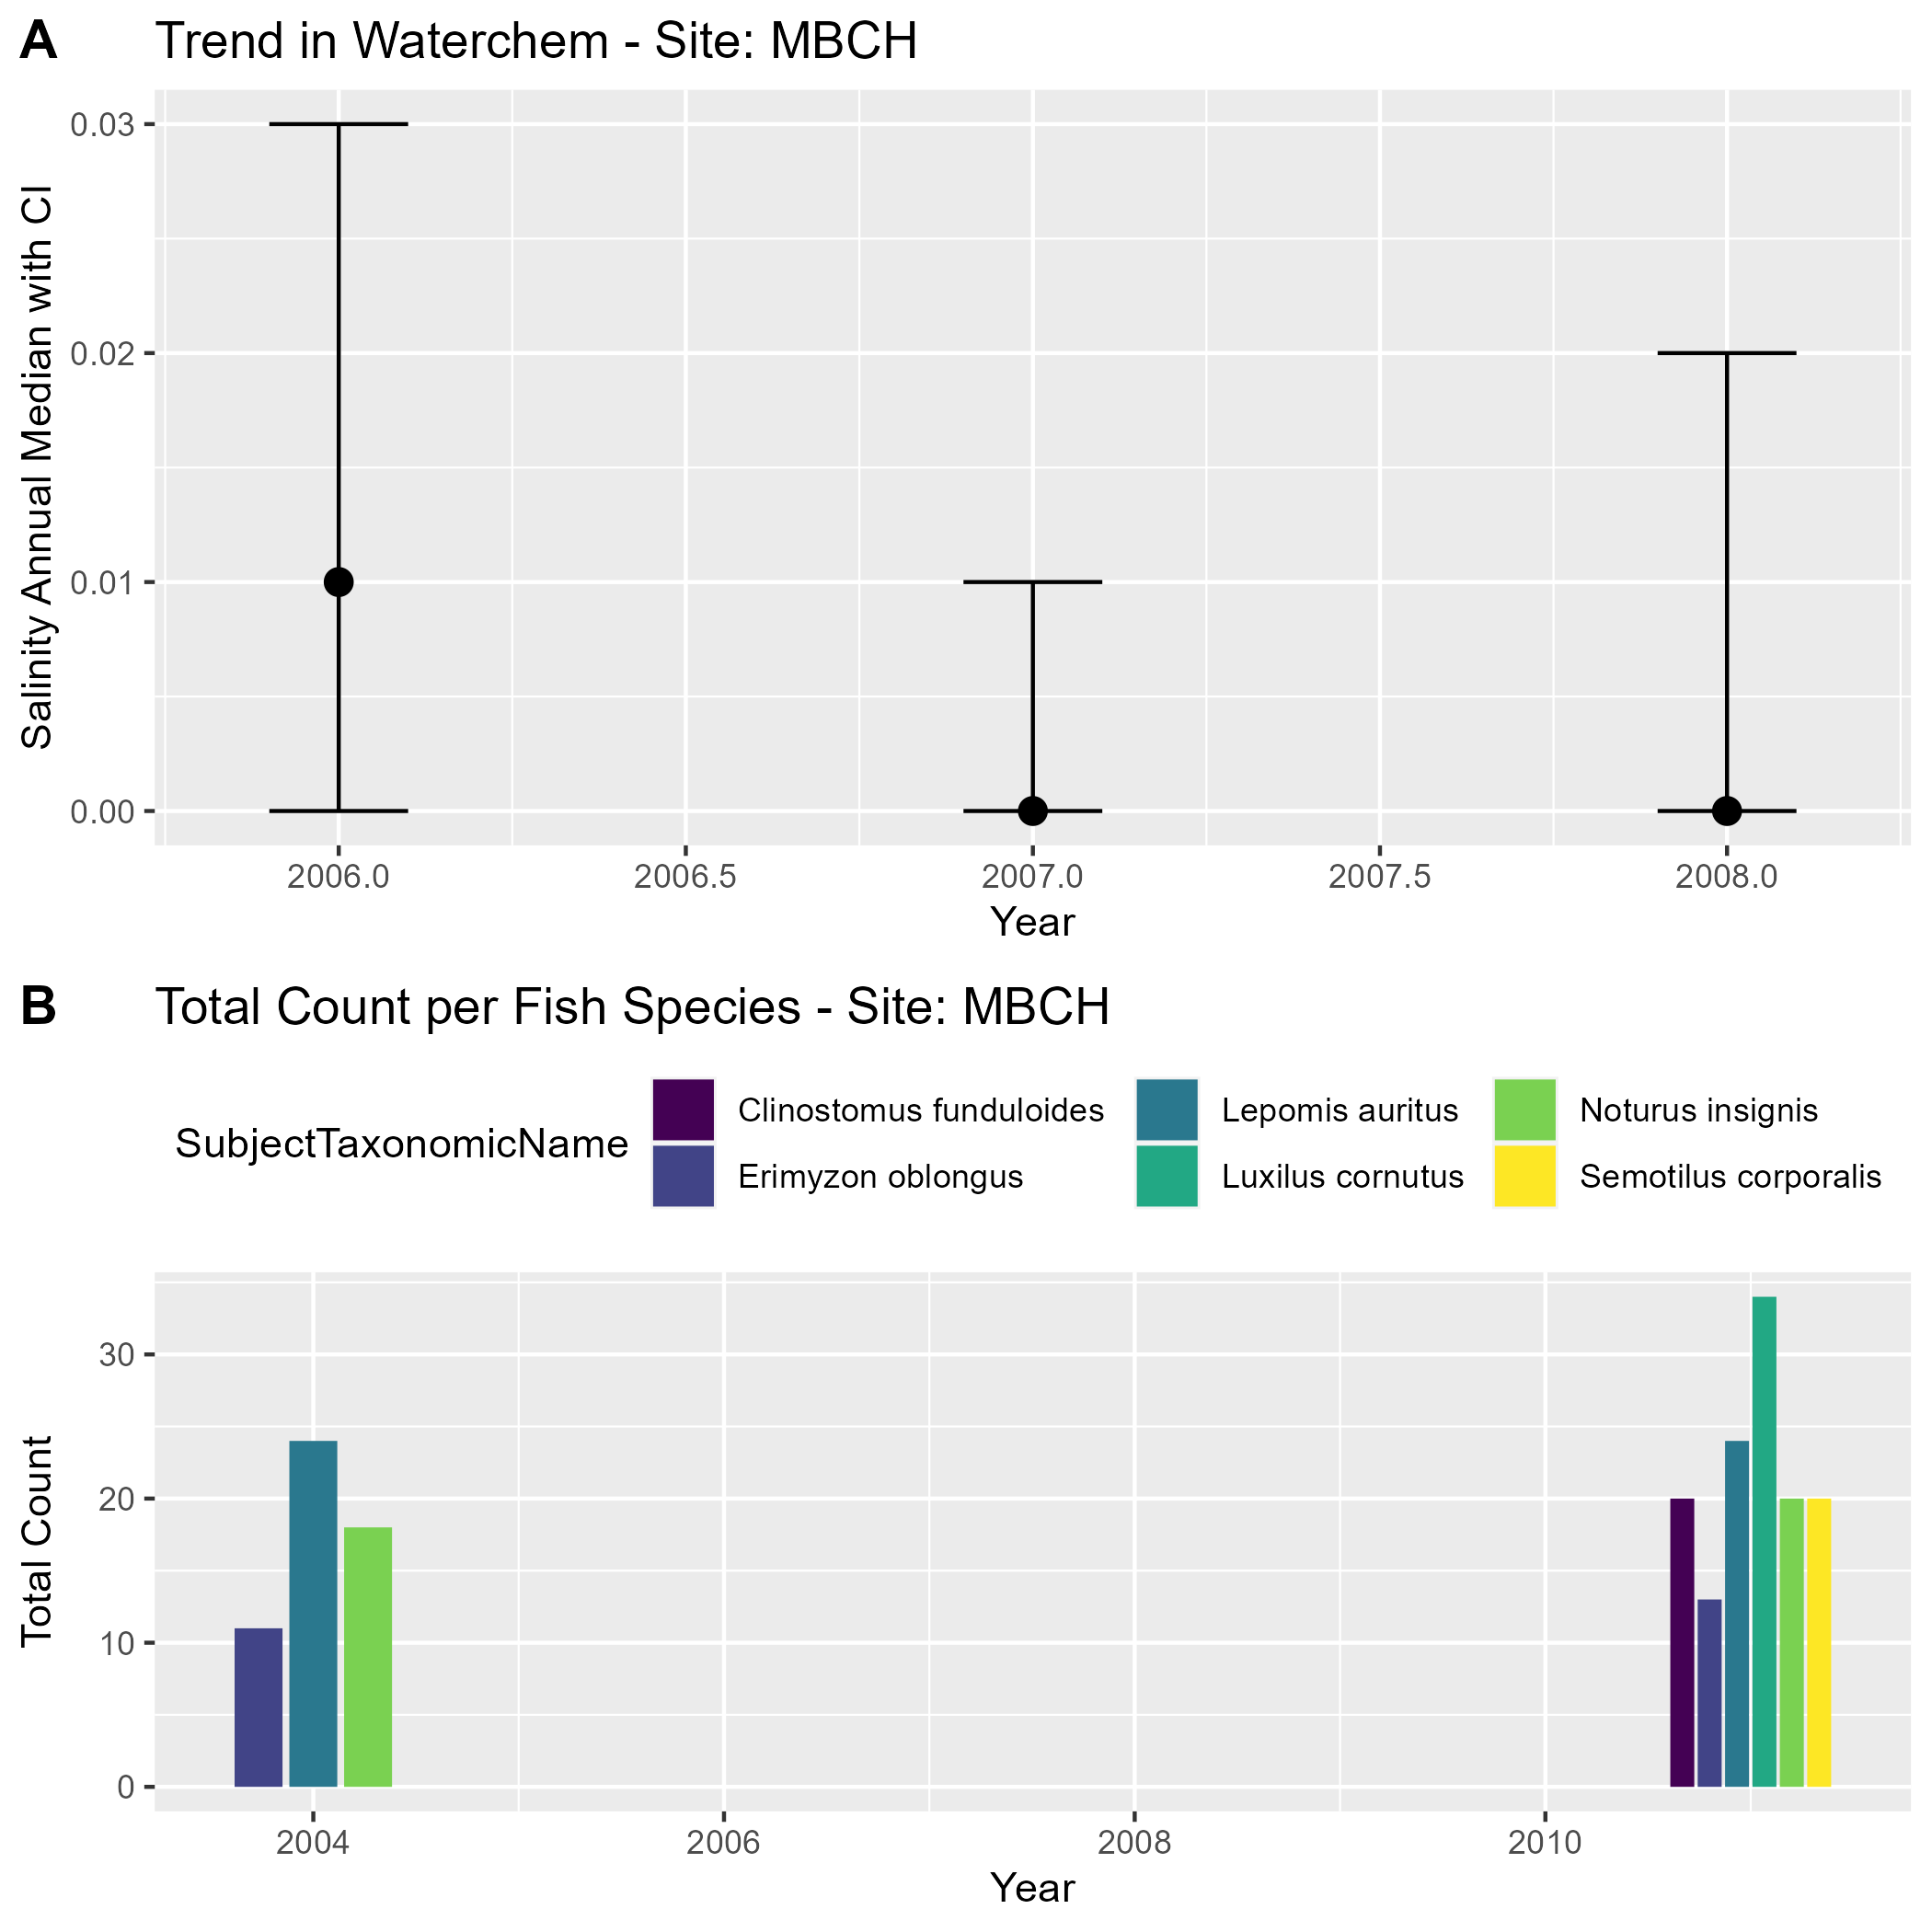 A Trend in Waterchem - Site: MBCH
Salinity Annual Median with CI
0.03
0.02
0.01
0.00
2006.0 2006.5 2007.0 2007.5 2008.0
Year
B Total Count per Fish Species - Site: MBCH
SubjectTaxonomicName
Clinostomus funduloides Lepomis auritus Noturus insignis
Erimyzon oblongus Luxilus cornutus Semotilus corporalis
Total Count
30
20
10
0
2004 2006 2008 2010
Year